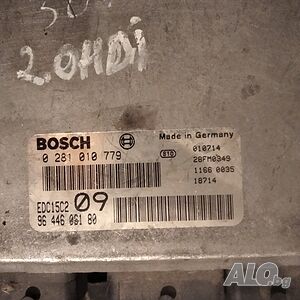 2.0HDi
BOSCH
Made in Germany
0 281 010 779
010714
28FM0349
1166 0035
18714
EDC15C2 09
96 446 061 80
ALO.bg